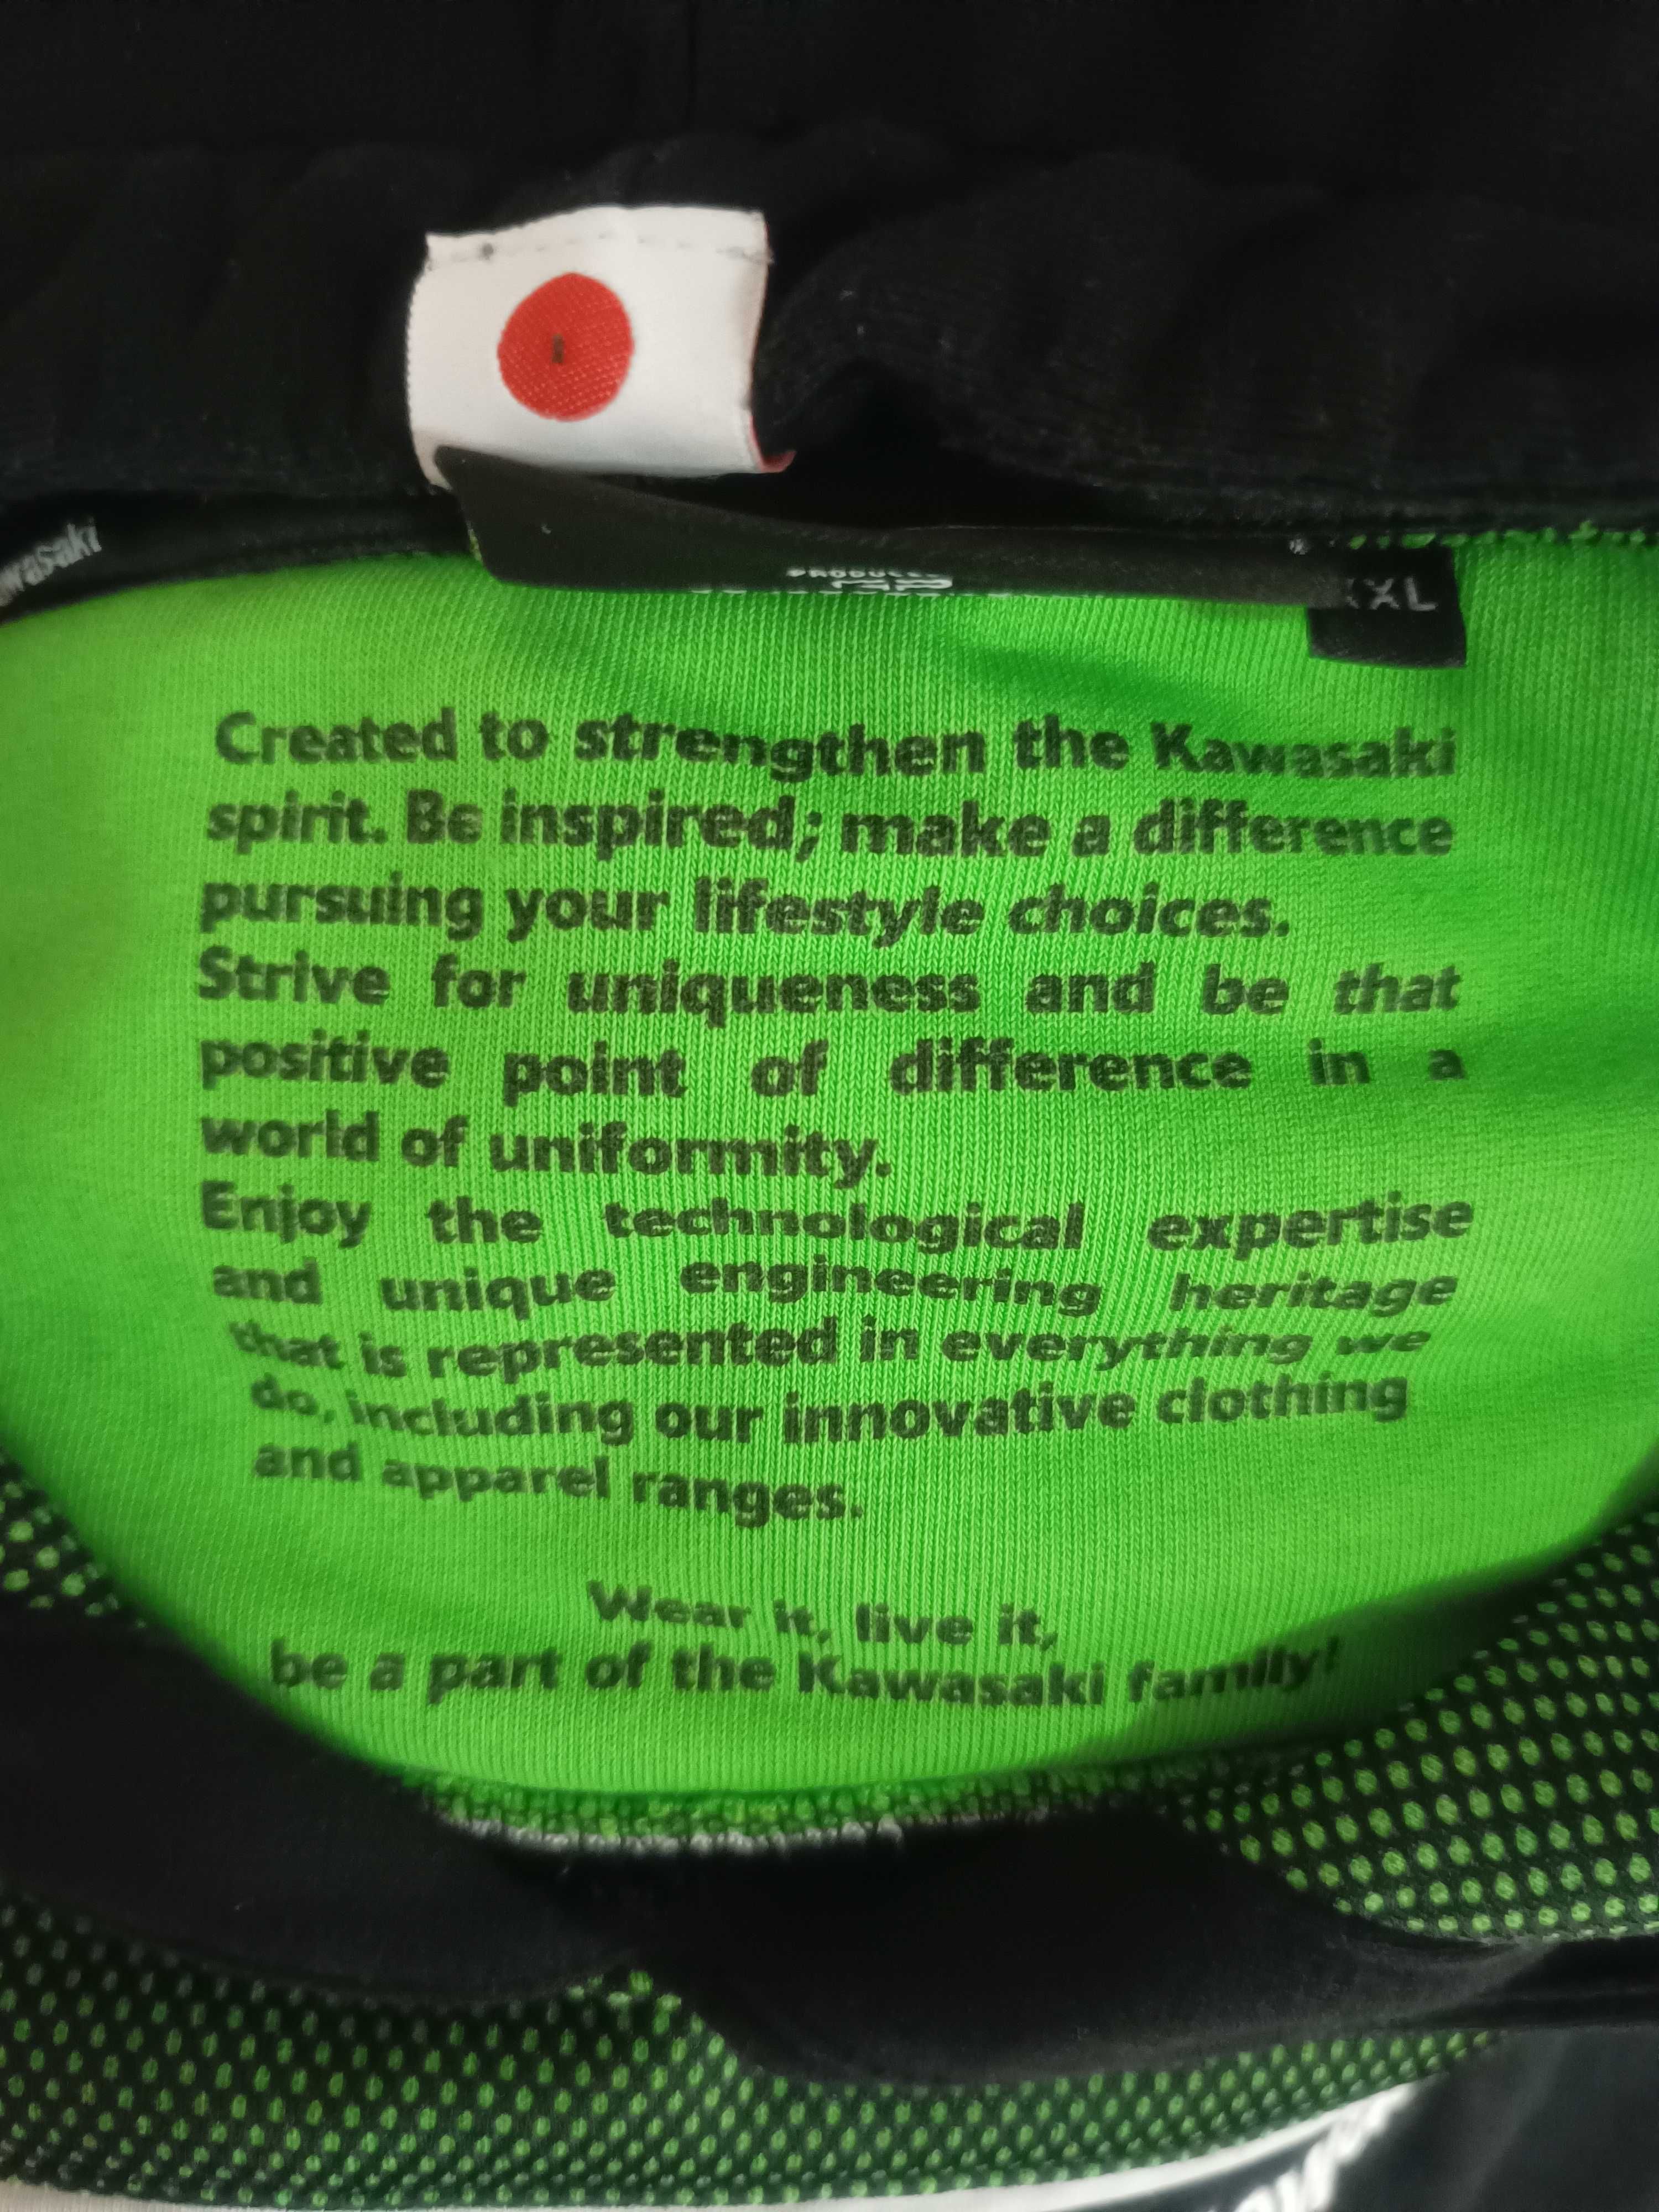 XXL
Created to strengthen the Kawasaki
spirit. Be inspired; make a difference
pursuing your lifestyle choices.
Strive for uniqueness and be that
positive point of difference in a
world of uniformity.
Enjoy the technological expertise
and unique engineering heritage
that is represented in everything we
do, including our innovative clothing
and apparel ranges.
Wear it, live it,
be a part of the Kawasaki family!